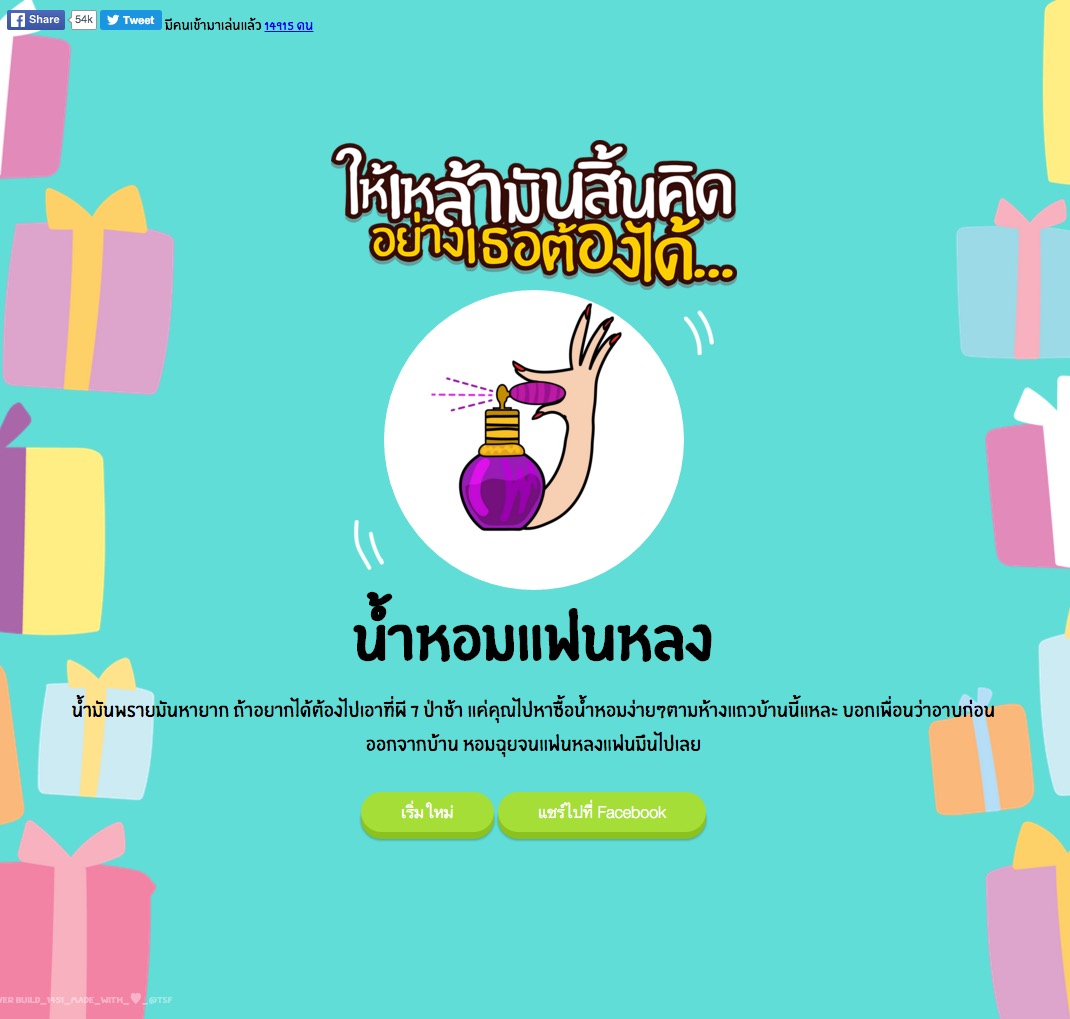 Share 54k Tweet มีคนเข้ามาเล่นแล้ว 14915 คน
ให้เหล้ามันสิ้นคิด
อย่างเธอต้องได้...
น้ำหอมแฟนหลง
น้ำมันพรายมันหายาก ถ้าอยากได้ต้องไปเอาที่ผี 7 ป่าช้า แค่คุณไปหาซื้อน้ำหอมง่ายๆตามห้างแถวบ้านนี้แหละ บอกเพื่อนว่าอาบก่อน
ออกจากบ้าน หอมฉุยจนแฟนหลงแฟนมึนไปเลย
เริ่มใหม่ แชร์ไปที่ Facebook
VER BUILD_1451_MADE_WITH_♥_@TSF